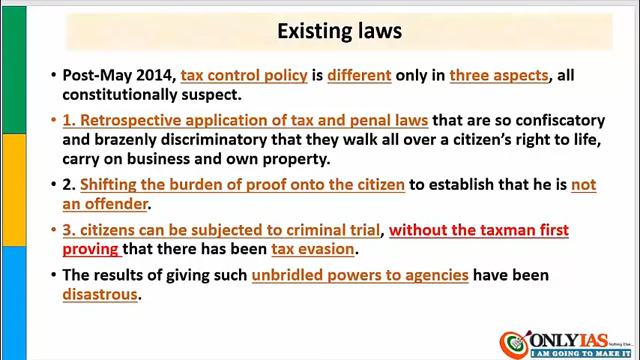 Existing laws
• Post-May 2014, tax control policy is different only in three aspects, all
constitutionally suspect.
• 1. Retrospective application of tax and penal laws that are so confiscatory
and brazenly discriminatory that they walk all over a citizen's right to life,
carry on business and own property.
• 2. Shifting the burden of proof onto the citizen to establish that he is not
an offender.
• 3. citizens can be subjected to criminal trial, without the taxman first
proving that there has been tax evasion.
• The results of giving such unbridled powers to agencies have been
disastrous.
ONLYIAS
Nothing Else..
I AM GOING TO MAKE IT